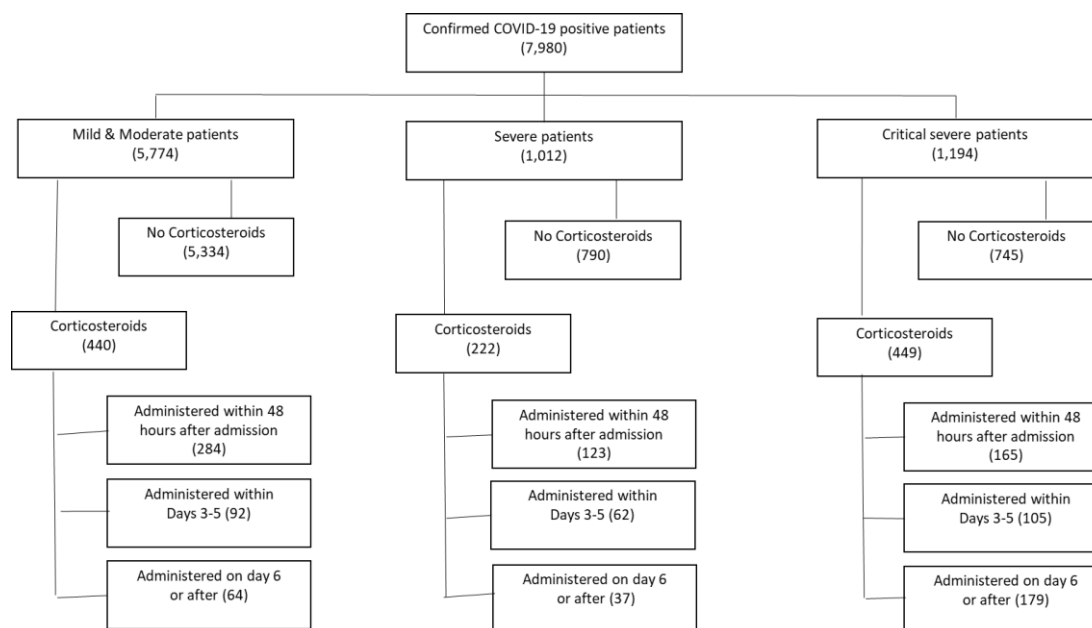 Confirmed COVID-19 positive patients
(7,980)
Mild & Moderate patients
(5,774)
Severe patients
(1,012)
Critical severe patients
(1,194)
No Corticosteroids
(5,334)
No Corticosteroids
(790)
No Corticosteroids
(745)
Corticosteroids
(440)
Corticosteroids
(222)
Corticosteroids
(449)
Administered within 48
hours after admission
(284)
Administered within 48
hours after admission
(123)
Administered within 48
hours after admission
(165)
Administered within
Days 3-5 (92)
Administered within
Days 3-5 (62)
Administered within
Days 3-5 (105)
Administered on day 6
or after (64)
Administered on day 6
or after (37)
Administered on day 6
or after (179)